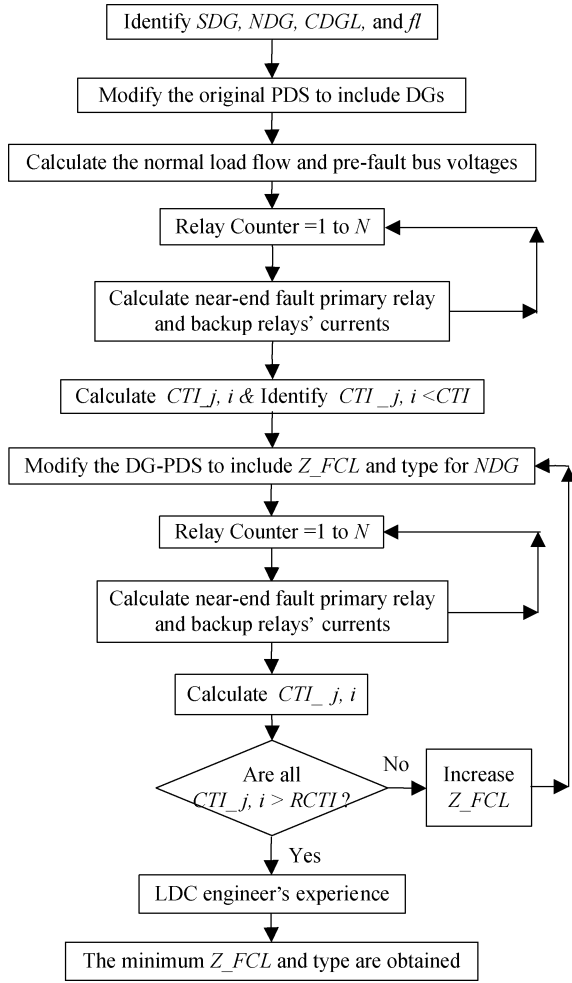 Identify SDG, NDG, CDGL, and fl
Modify the original PDS to include DGs
Calculate the normal load flow and pre-fault bus voltages
Relay Counter =1 to N
Calculate near-end fault primary relay
and backup relays’ currents
Calculate CTI_j, i & Identify CTI _ j, i <CTI
Modify the DG-PDS to include Z_FCL and type for NDG
Relay Counter =1 to N
Calculate near-end fault primary relay
and backup relays’ currents
Calculate CTI_ j, i
Are all
CTI_ j, i > RCTI ?
No
Increase
Z_FCL
Yes
LDC engineer’s experience
The minimum Z_FCL and type are obtained